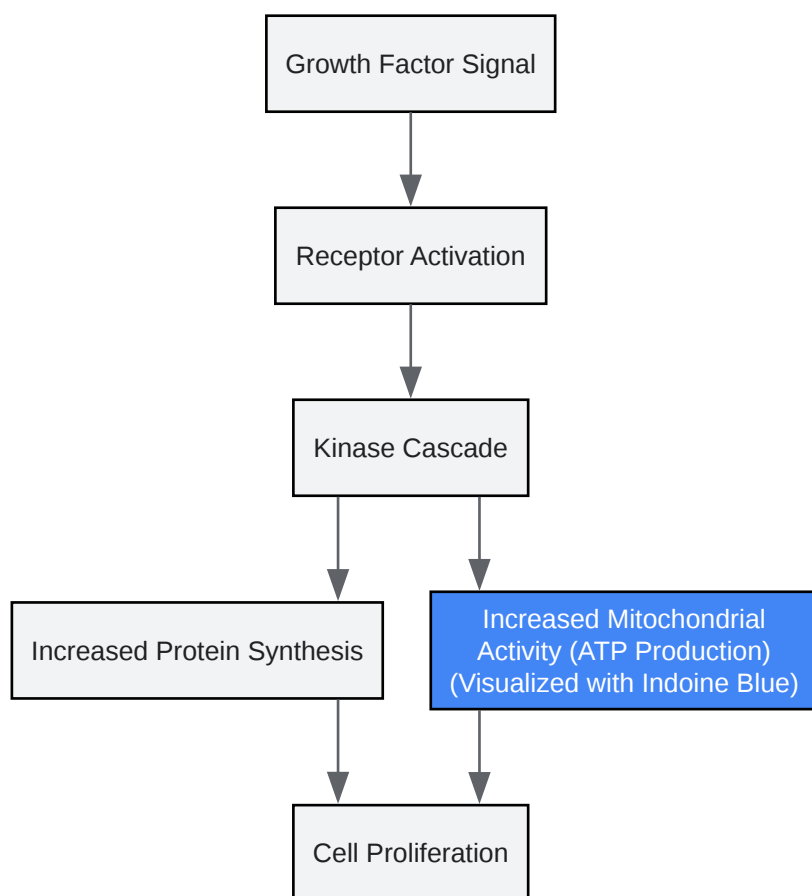 Growth Factor Signal
Receptor Activation
Kinase Cascade
Increased Protein Synthesis
Increased Mitochondrial
Activity (ATP Production)
(Visualized with Indoine Blue)
Cell Proliferation